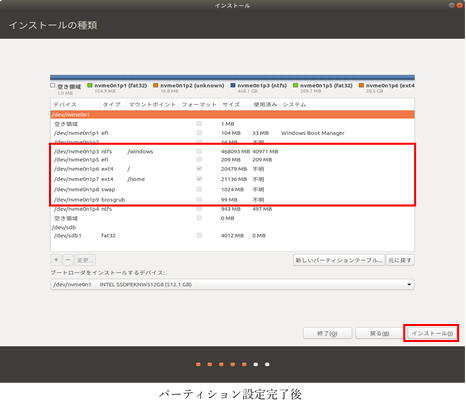 インストール
インストールの種類
空き領域 nvme0n1p1 (fat32) nvme0n1p2 (unknown) nvme0n1p3 (ntfs) nvme0n1p5 (fat32) nvme0n1p6 (ext4
1.0 MB 104.9 MB 16.8 MB 468.1 GB 209.7 MB 20.5 GB
デバイス タイプ マウントポイント フォーマット サイズ 使用済み システム
/dev/nvme0n1
空き領域 1 MB
/dev/nvme0n1p1 efi 104 MB 33 MB Windows Boot Manager
/dev/nvme0n1p2 16 MB 不明
/dev/nvme0n1p3 ntfs /windows 468093 MB 40971 MB
/dev/nvme0n1p5 efi 209 MB 209 MB
/dev/nvme0n1p6 ext4 / 20479 MB 不明
/dev/nvme0n1p7 ext4 /home 21136 MB 不明
/dev/nvme0n1p8 swap 1024 MB 不明
/dev/nvme0n1p9 biosgrub 99 MB 不明
/dev/nvme0n1p4 ntfs 943 MB 497 MB
空き領域 0 MB
/dev/sdb
/dev/sdb1 fat32 4012 MB 0 MB
+ − 変更... 新しいパーティションテーブル... 元に戻す
ブートローダをインストールするデバイス:
/dev/nvme0n1 INTEL SSDPEKNW512G8 (512.1 GB)
終了(Q) 戻る(B) インストール(I)
パーティション設定完了後